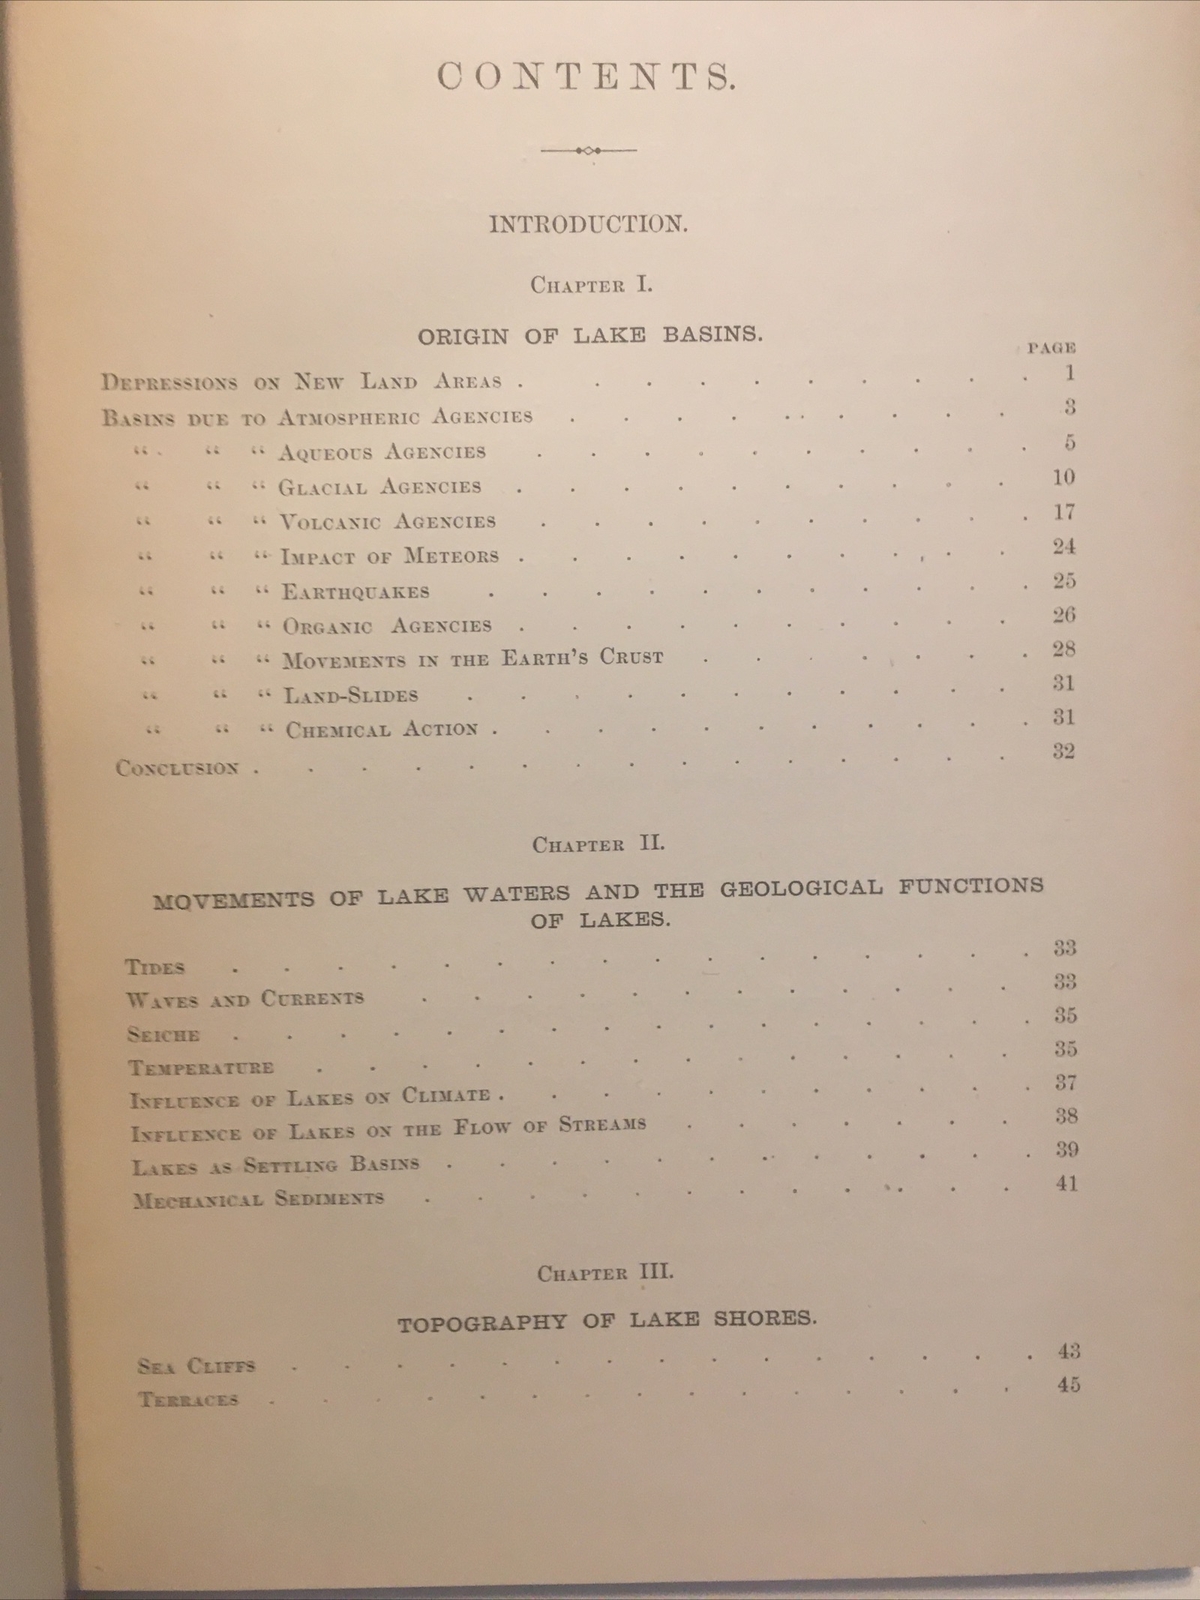 CONTENTS.
INTRODUCTION.
CHAPTER I.
ORIGIN OF LAKE BASINS.
PAGE
DEPRESSIONS ON NEW LAND AREAS . . . . . . . . . . 1
BASINS DUE TO ATMOSPHERIC AGENCIES . . . . . . . . . 3
“ “ “ AQUEOUS AGENCIES . . . . . . . . . . 5
“ “ “ GLACIAL AGENCIES . . . . . . . . . . 10
“ “ “ VOLCANIC AGENCIES . . . . . . . . . . 17
“ “ “ IMPACT OF METEORS . . . . . . . . . . 24
“ “ “ EARTHQUAKES . . . . . . . . . . . 25
“ “ “ ORGANIC AGENCIES . . . . . . . . . . 26
“ “ “ MOVEMENTS IN THE EARTH'S CRUST . . . . . . . 28
“ “ “ LAND-SLIDES . . . . . . . . . . . 31
“ “ “ CHEMICAL ACTION . . . . . . . . . . . 31
CONCLUSION . . . . . . . . . . . . . . . 32
CHAPTER II.
MOVEMENTS OF LAKE WATERS AND THE GEOLOGICAL FUNCTIONS
OF LAKES.
TIDES . . . . . . . . . . . . . . . . 33
WAVES AND CURRENTS . . . . . . . . . . . . 33
SEICHE . . . . . . . . . . . . . . . . 35
TEMPERATURE . . . . . . . . . . . . . . 35
INFLUENCE OF LAKES ON CLIMATE . . . . . . . . . . . 37
INFLUENCE OF LAKES ON THE FLOW OF STREAMS . . . . . . . 38
LAKES AS SETTLING BASINS . . . . . . . . . . . . 39
MECHANICAL SEDIMENTS . . . . . . . . . . . . 41
CHAPTER III.
TOPOGRAPHY OF LAKE SHORES.
SEA CLIFFS . . . . . . . . . . . . . . . 43
TERRACES . . . . . . . . . . . . . . . 45